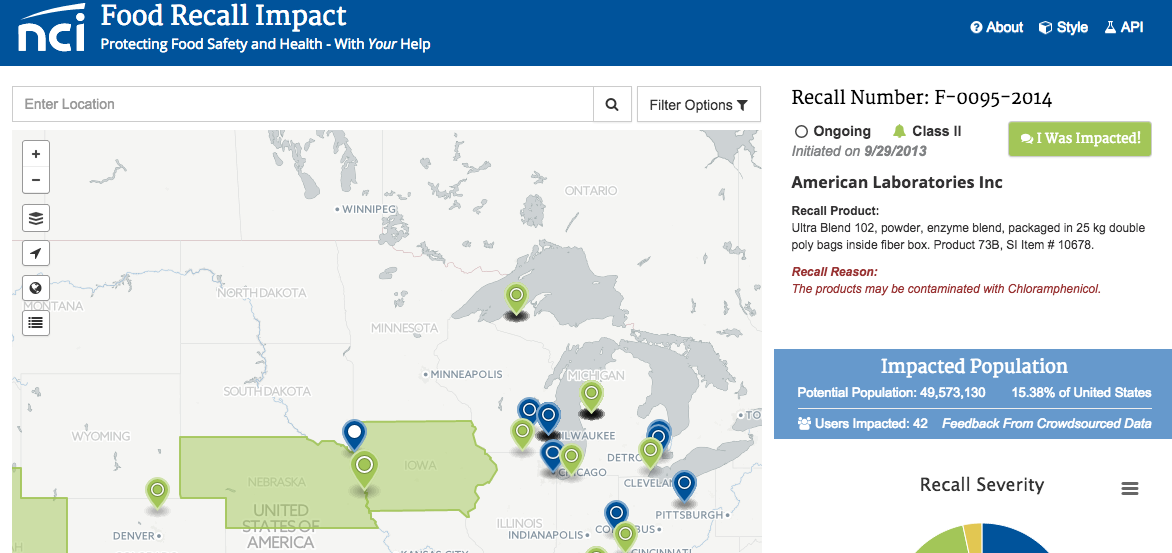 nci
Food Recall Impact
Protecting Food Safety and Health - With Your Help
About
Style
API
Enter Location
Filter Options
+
−
ONTARIO
WINNIPEG
MONTANA
NORTH DAKOTA
MINNESOTA
MINNEAPOLIS
MICHIGAN
SOUTH DAKOTA
TO
WYOMING
ILWAUKEE
DETRO
IOWA
CHICAGO
NEBRASKA
CLEVELAN
UNITED
STATES OF
AMERICA
PITTSBURGH
ILLINOIS
INDIANAPOLIS
DENVER
CINCINNATI
KANSAS CITY
Recall Number: F-0095-2014
Ongoing
Class II
I Was Impacted!
Initiated on 9/29/2013
American Laboratories Inc
Recall Product:
Ultra Blend 102, powder, enzyme blend, packaged in 25 kg double
poly bags inside fiber box. Product 73B, SI Item # 10678.
Recall Reason:
The products may be contaminated with Chloramphenicol.
Impacted Population
Potential Population: 49,573,130
15.38% of United States
Users Impacted: 42
Feedback From Crowdsourced Data
Recall Severity